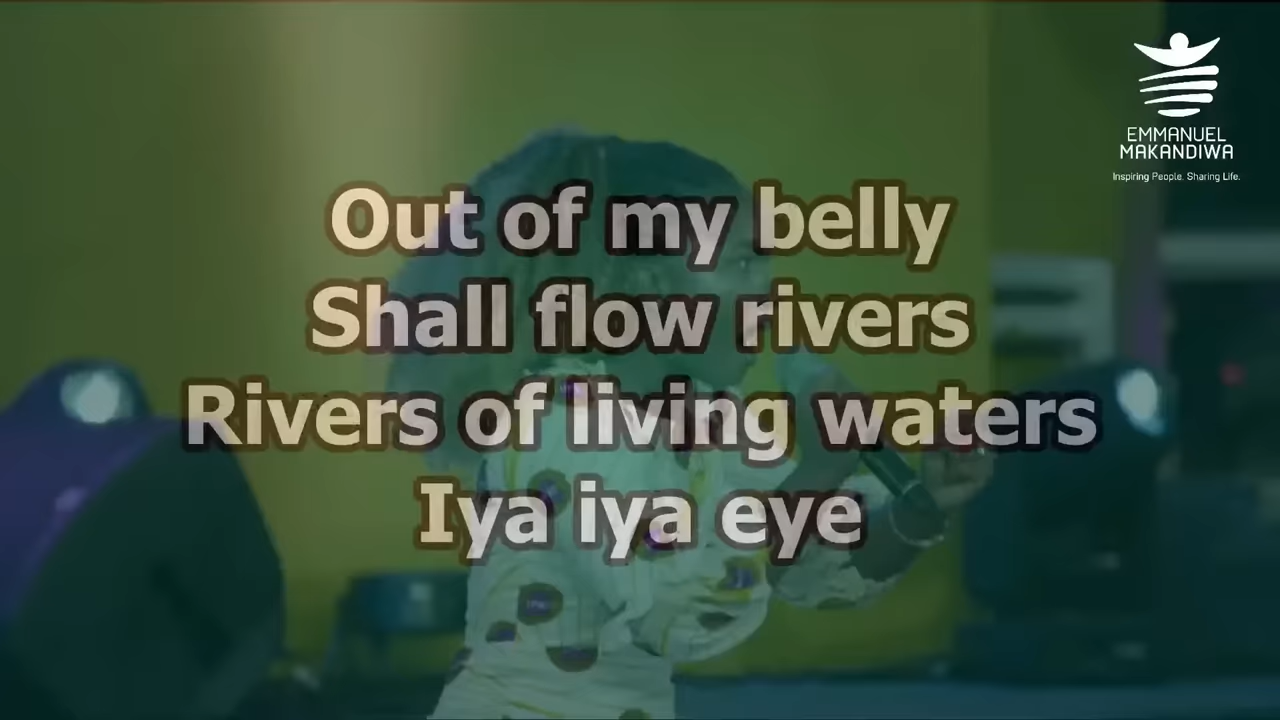 EMMANUEL
MAKANDIWA
Inspiring People. Sharing Life.
Out of my belly
Shall flow rivers
Rivers of living waters
Iya iya eye